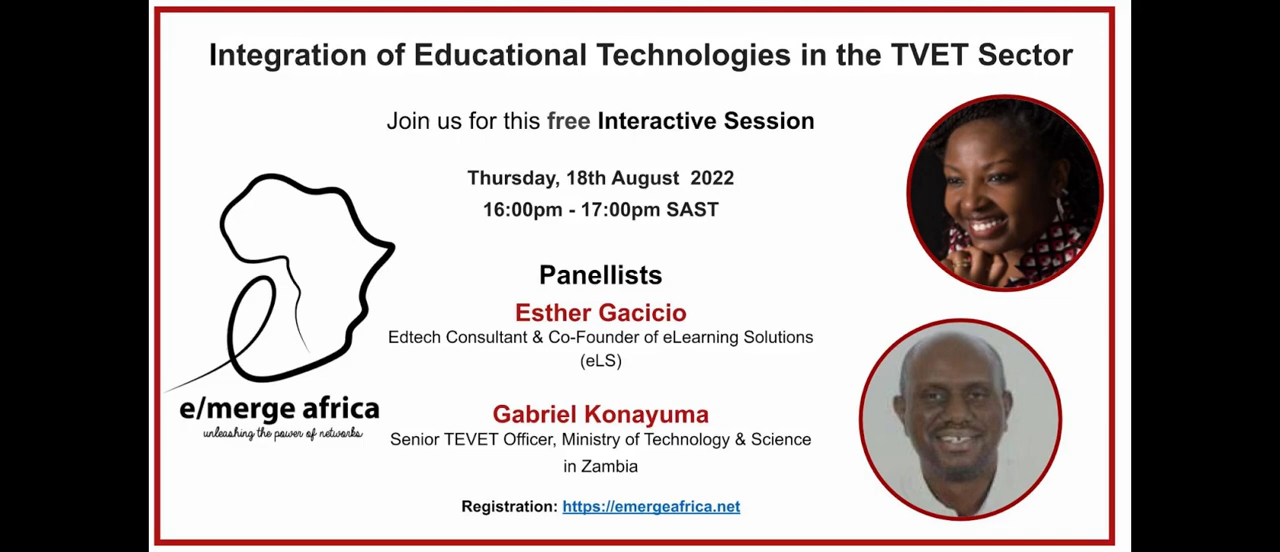 Integration of Educational Technologies in the TVET Sector
Join us for this free Interactive Session
Thursday, 18th August 2022
16:00pm - 17:00pm SAST
Panellists
Esther Gacicio
Edtech Consultant & Co-Founder of eLearning Solutions
(eLS)
e/merge africa
unleashing the power of networks
Gabriel Konayuma
Senior TEVET Officer, Ministry of Technology & Science
in Zambia
Registration: https://emergeafrica.net